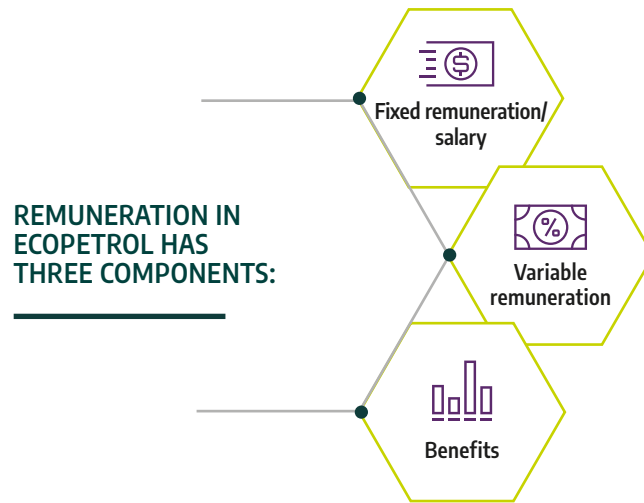 REMUNERATION IN
ECOPETROL HAS
THREE COMPONENTS:
$
Fixed remuneration/
salary
%
Variable
remuneration
Benefits